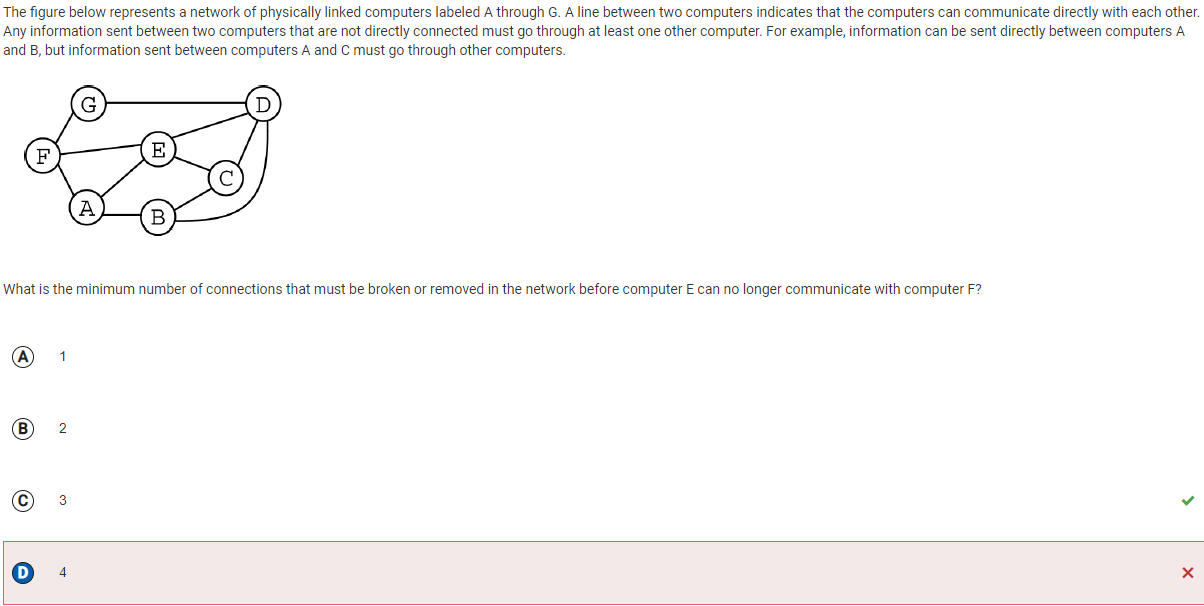 The figure below represents a network of physically linked computers labeled A through G. A line between two computers indicates that the computers can communicate directly with each other.
Any information sent between two computers that are not directly connected must go through at least one other computer. For example, information can be sent directly between computers A
and B, but information sent between computers A and C must go through other computers.
G
D
F
E
C
A
B
What is the minimum number of connections that must be broken or removed in the network before computer E can no longer communicate with computer F?
A 1
B 2
C 3
D 4